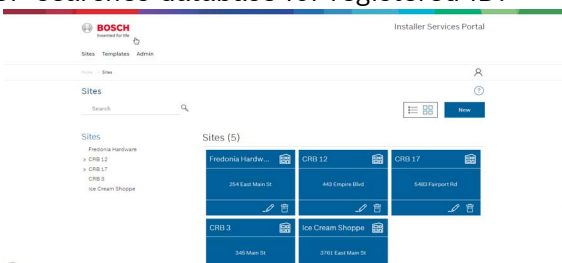 searches database for registered ID.
BOSCH
Invented for life
Installer Services Portal
Sites Templates Admin
Home > Sites
Sites
Search
New
Sites
Fredonia Hardware
> CRB 12
> CRB 17
CRB 3
Ice Cream Shoppe
Sites (5)
Fredonia Hardw...
CRB 12
CRB 17
254 East Main St
443 Empire Blvd
5483 Fairport Rd
CRB 3
Ice Cream Shoppe
345 Main St
3761 East Main St